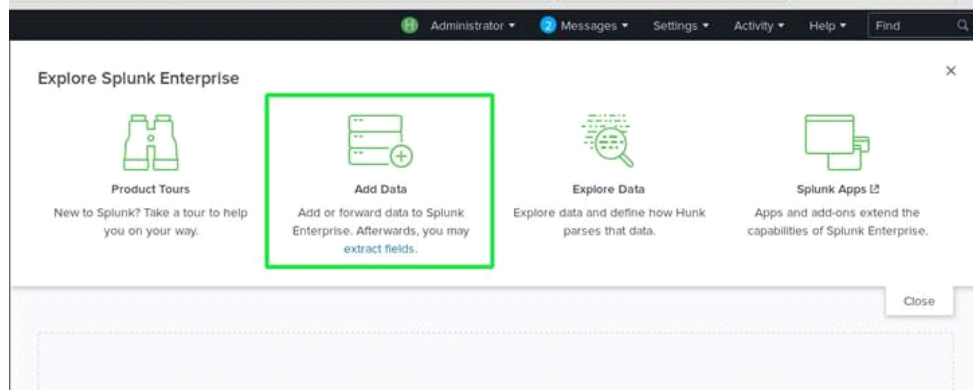 H Administrator Messages 2 Settings Activity Help Find
Explore Splunk Enterprise
Product Tours
New to Splunk? Take a tour to help
you on your way.
Add Data
Add or forward data to Splunk
Enterprise. Afterwards, you may
extract fields.
Explore Data
Explore data and define how Hunk
parses that data.
Splunk Apps
Apps and add-ons extend the
capabilities of Splunk Enterprise.
Close